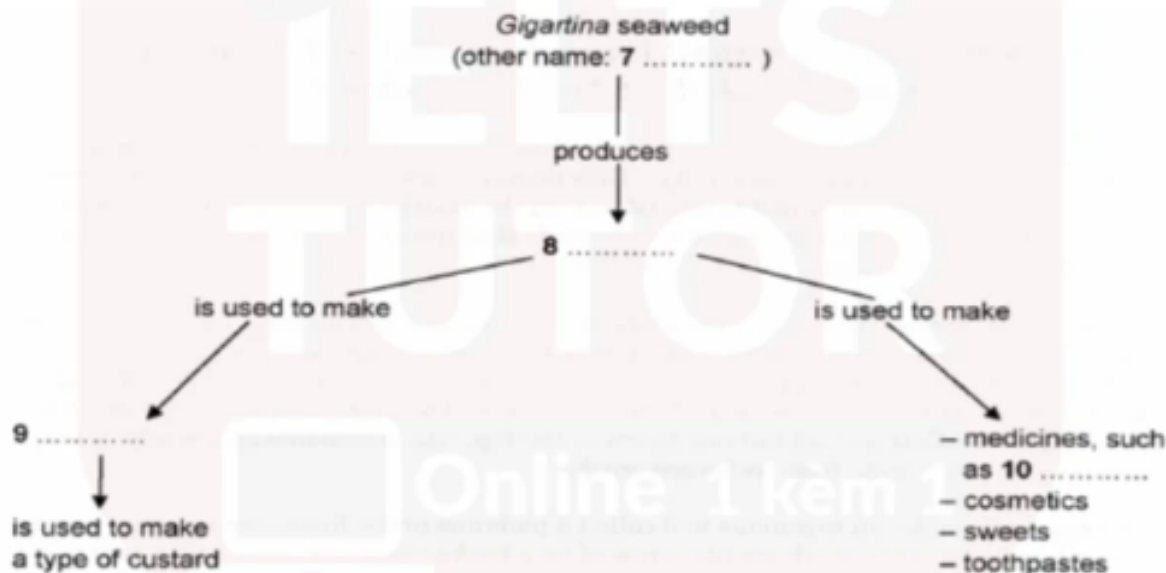 IELTS
TUTOR
Online 1 kèm 1
Gigartina seaweed
(other name: 7 ............ )
produces
8 ............
is used to make
is used to make
9 ............
is used to make
a type of custard
– medicines, such
as 10 ............
– cosmetics
– sweets
– toothpastes